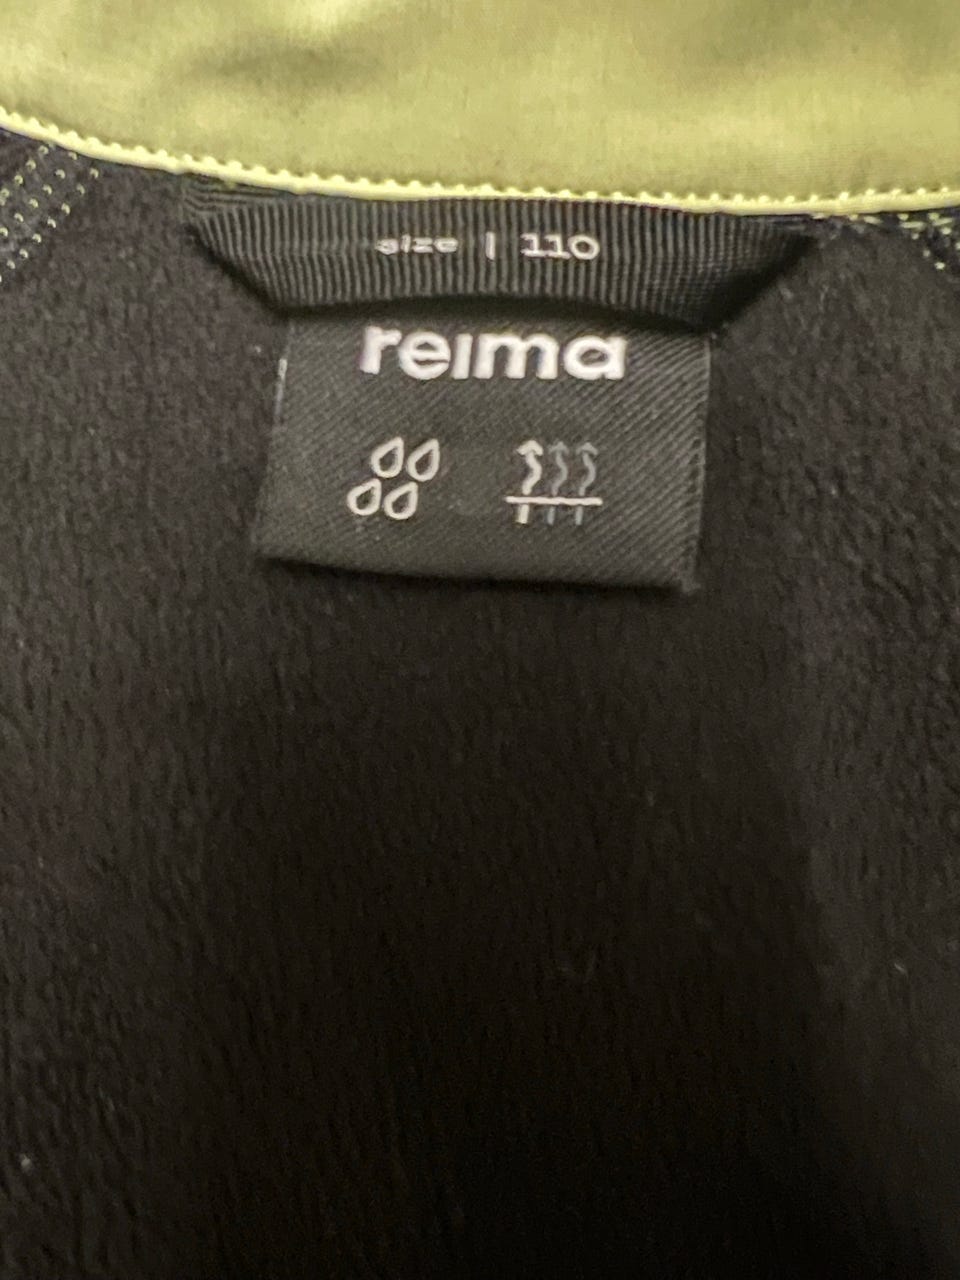 size | 110
reima